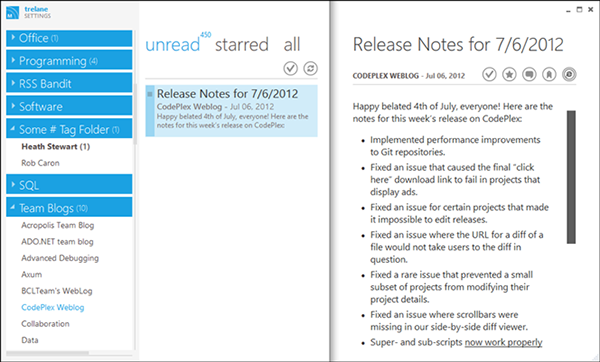 trelane
SETTINGS
Office (1)
Programming (4)
RSS Bandit
Software
Some # Tag Folder (1)
Heath Stewart (1)
Rob Caron
SQL
Team Blogs (10)
Acropolis Team Blog
ADO.NET team blog
Advanced Debugging
Axum
BCLTeam's WebLog
CodePlex Weblog
Collaboration
Data
unread 450 starred all
Release Notes for 7/6/2012
CodePlex Weblog - Jul 06, 2012
Happy belated 4th of July, everyone! Here are the
notes for this week's release on CodePlex:
Release Notes for 7/6/2012
CODEPLEX WEBLOG - Jul 06, 2012
Happy belated 4th of July, everyone! Here are the
notes for this week's release on CodePlex:
• Implemented performance improvements
to Git repositories.
• Fixed an issue that caused the final "click
here" download link to fail in projects that
display ads.
• Fixed an issue for certain projects that made
it impossible to edit releases.
• Fixed an issue where the URL for a diff of a
file would not take users to the diff in
question.
• Fixed a rare issue that prevented a small
subset of projects from modifying their
project details.
• Fixed an issue where scrollbars were
missing in our side-by-side diff viewer.
• Super- and sub-scripts now work properly